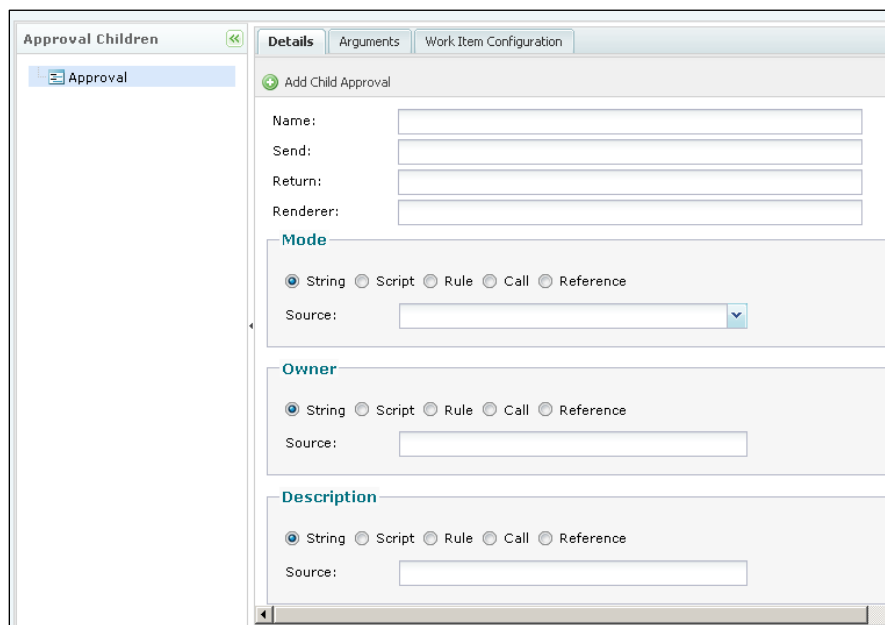 Approval Children
Approval
Details Arguments Work Item Configuration
Add Child Approval
Name:
Send:
Return:
Renderer:
Mode
String Script Rule Call Reference
Source:
Owner
String Script Rule Call Reference
Source:
Description
String Script Rule Call Reference
Source: